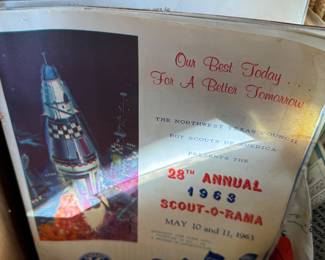 Our Best Today . . . .
For A Better Tomorrow
THE NORTHWEST TEXAS COUNCIL
BOY SCOUTS OF AMERICA
PRESENTS THE
28TH ANNUAL
1963
SCOUT-O-RAMA
MAY 10 and 11, 1963